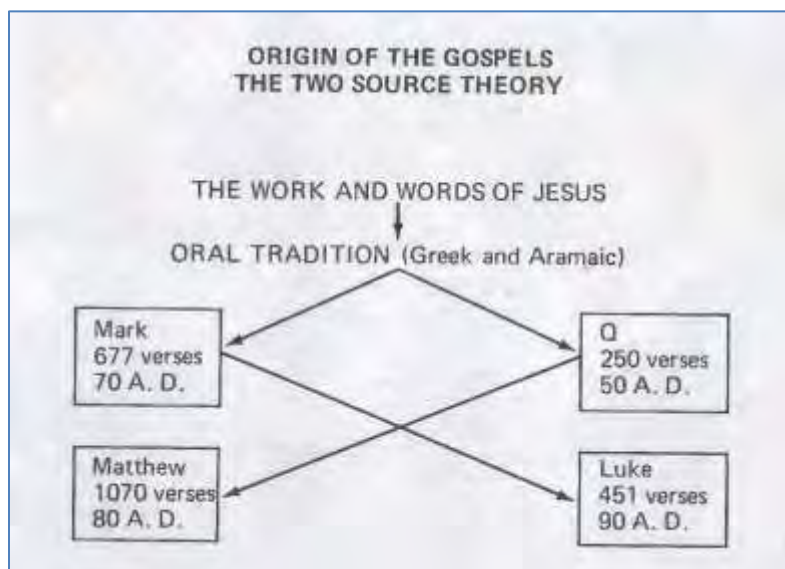 ORIGIN OF THE GOSPELS
THE TWO SOURCE THEORY
THE WORK AND WORDS OF JESUS
ORAL TRADITION (Greek and Aramaic)
Mark
677 verses
70 A. D.
Q
250 verses
50 A. D.
Matthew
1070 verses
80 A. D.
Luke
451 verses
90 A. D.